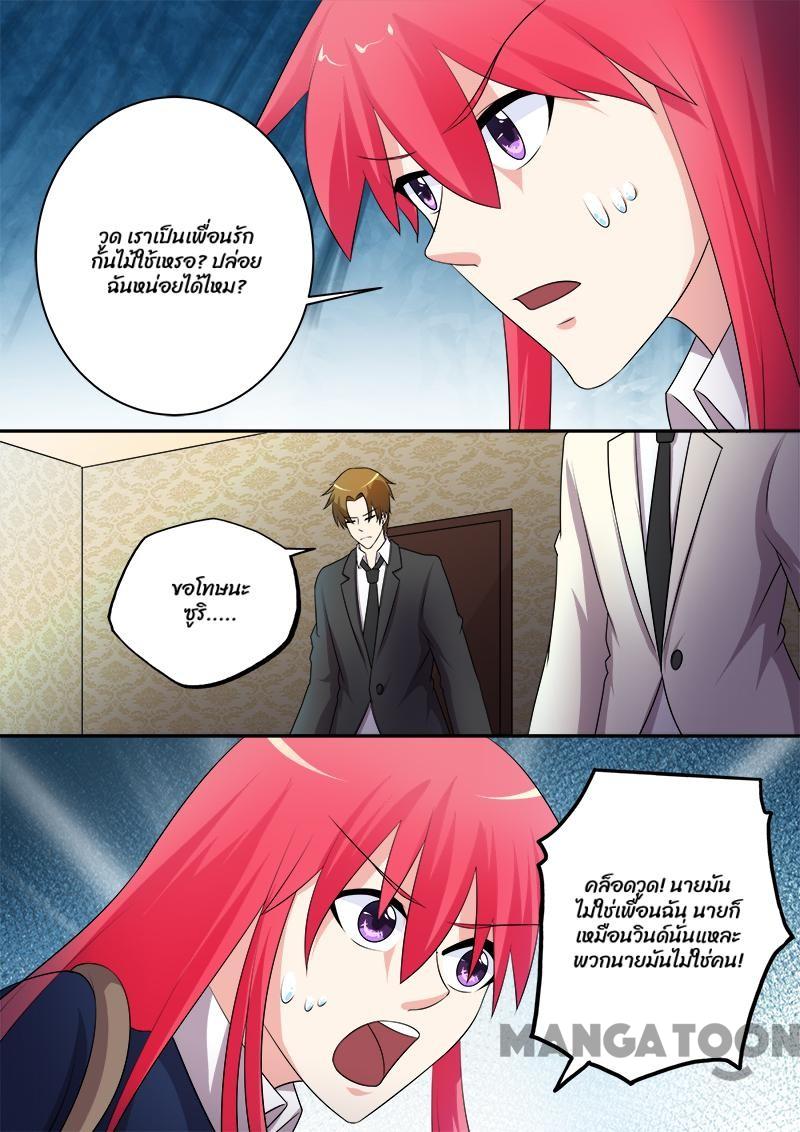 วูด เราเป็นเพื่อนรัก
กันไม้ใช้เหรอ? ปล่อย
ฉันหน่อยได้ไหม?
ขอโทษนะ
ซูริ.....
คล็อดวูด! นายมัน
ไม่ใช่เพื่อนฉัน นายก็
เหมือนวินด์นั่นแหละ
พวกนายมันไม่ใช่คน!
MANGATOON